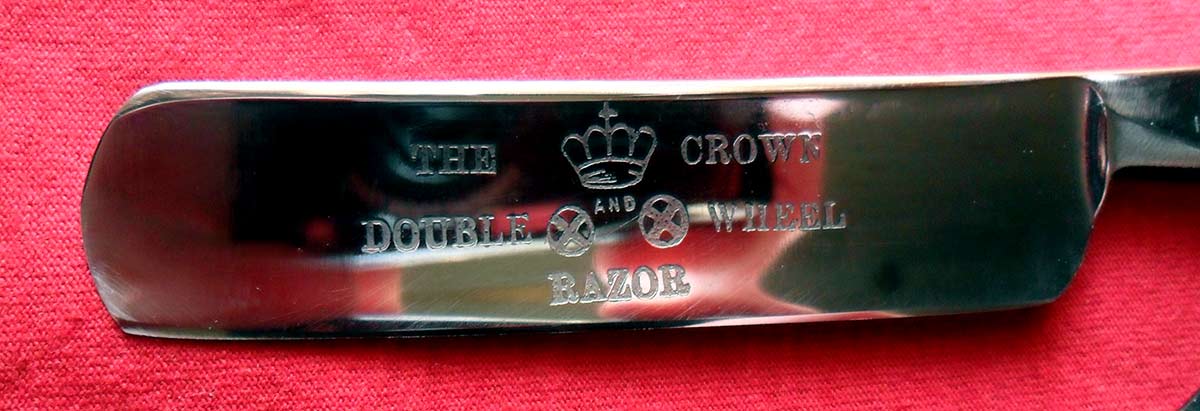 THE CROWN
AND
DOUBLE WHEEL
RAZOR